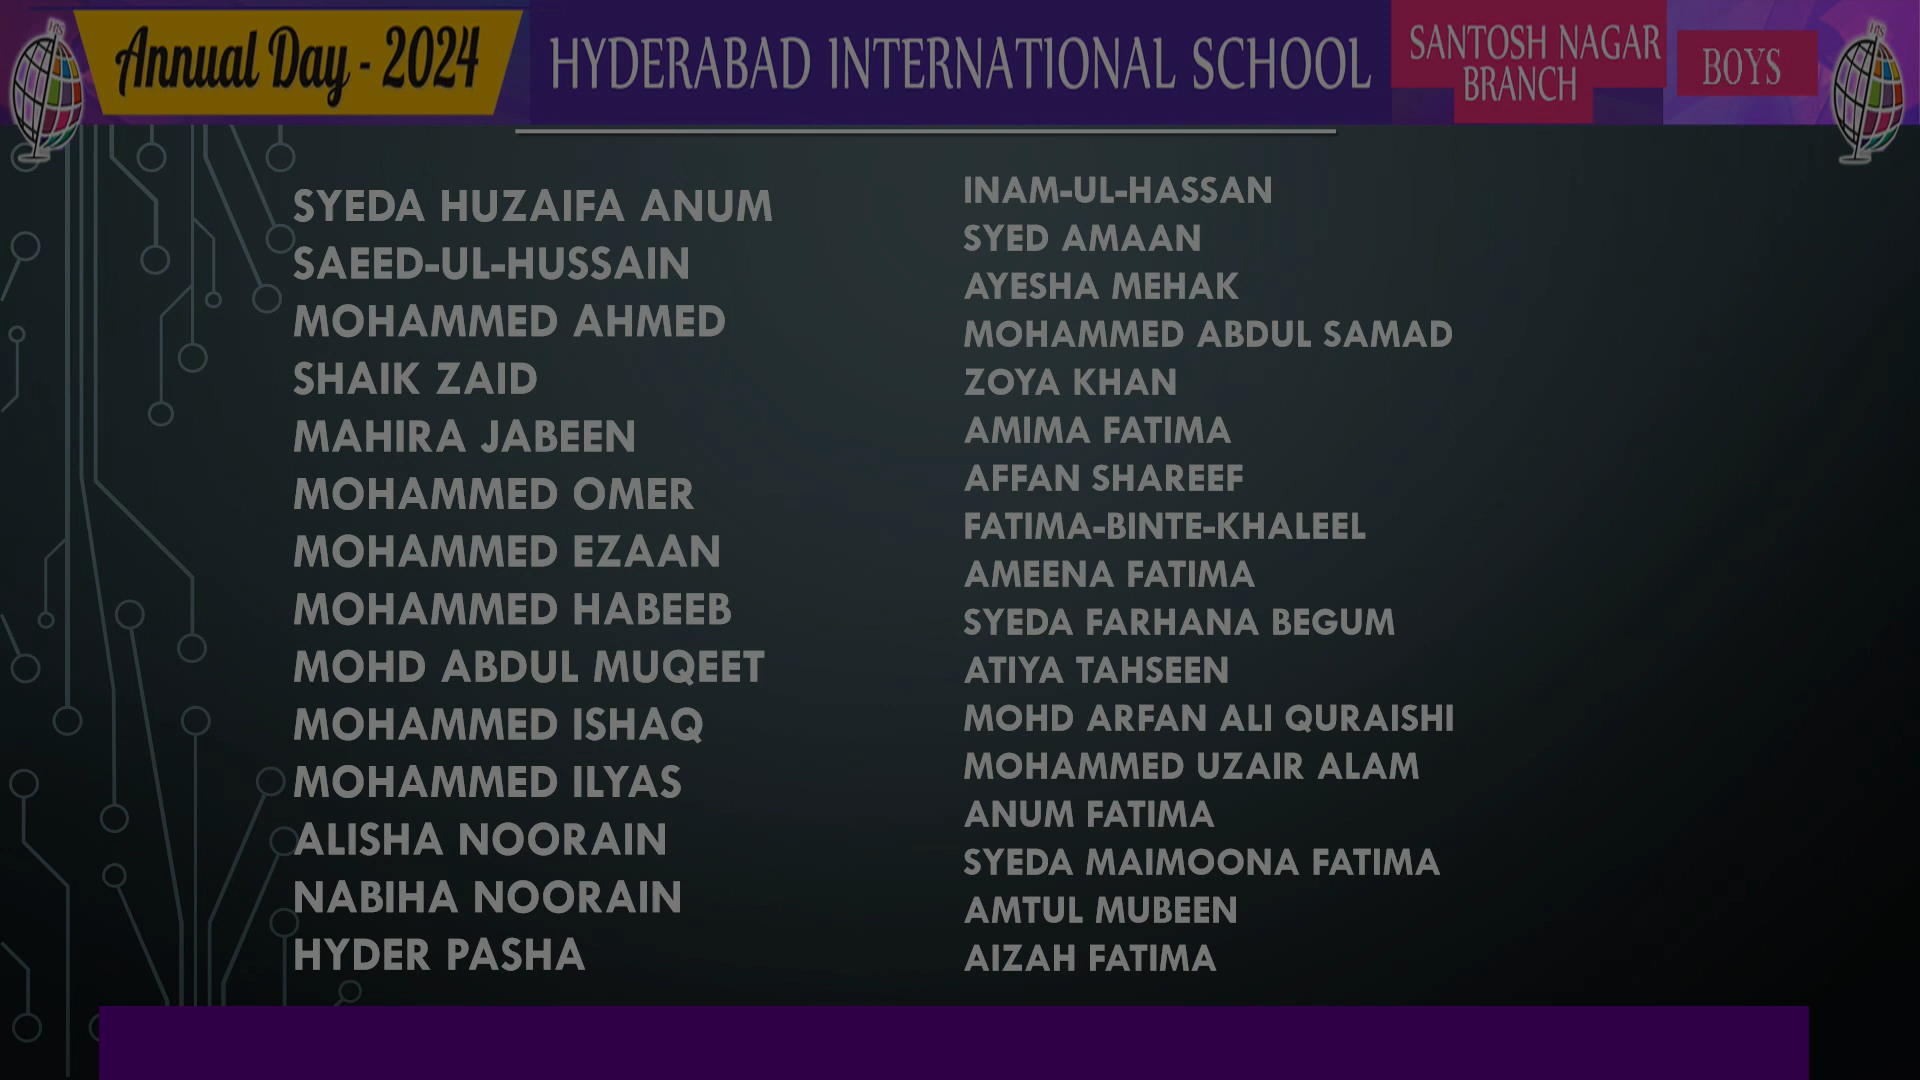 Annual Day - 2024
HYDERABAD INTERNATIONAL SCHOOL
SANTOSH NAGAR
BRANCH
BOYS
SYEDA HUZAIFA ANUM
SAEED-UL-HUSSAIN
MOHAMMED AHMED
SHAIK ZAID
MAHIRA JABEEN
MOHAMMED OMER
MOHAMMED EZAAN
MOHAMMED HABEEB
MOHD ABDUL MUQEET
MOHAMMED ISHAQ
MOHAMMED ILYAS
ALISHA NOORAIN
NABIHA NOORAIN
HYDER PASHA
INAM-UL-HASSAN
SYED AMAAN
AYESHA MEHAK
MOHAMMED ABDUL SAMAD
ZOYA KHAN
AMIMA FATIMA
AFFAN SHAREEF
FATIMA-BINTE-KHALEEL
AMEENA FATIMA
SYEDA FARHANA BEGUM
ATIYA TAHSEEN
MOHD ARFAN ALI QURAISHI
MOHAMMED UZAIR ALAM
ANUM FATIMA
SYEDA MAIMOONA FATIMA
AMTUL MUBEEN
AIZAH FATIMA